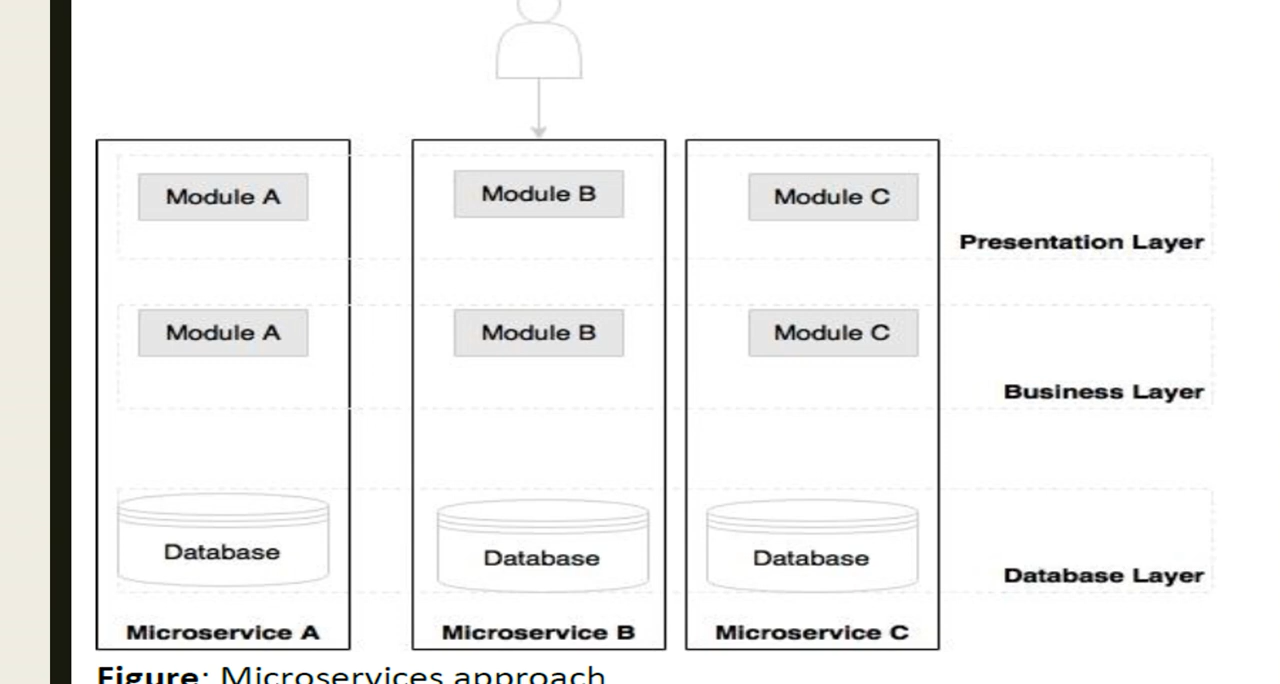 Module A
Module B
Module C
Presentation Layer
Module A
Module B
Module C
Business Layer
Database
Database
Database
Database Layer
Microservice A
Microservice B
Microservice C
Figure: Microservices approach